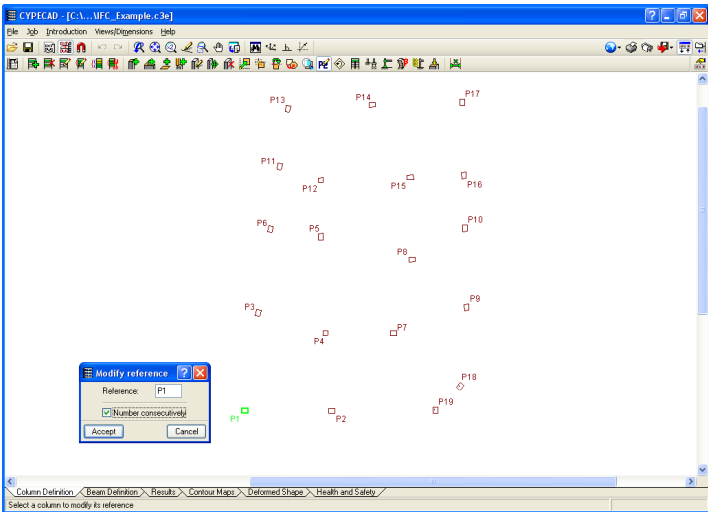 CYPECAD - [C:\...\IFC_Example.c3e]
File Job Introduction Views/Dimensions Help
P13
P14
P17
P11
P12
P15
P16
P6
P5
P10
P8
P3
P9
P4
P7
Modify reference
Reference: P1
Number consecutively
Accept Cancel
P18
P19
P1
P2
Column Definition Beam Definition Results Contour Maps Deformed Shape Health and Safety
Select a column to modify its reference